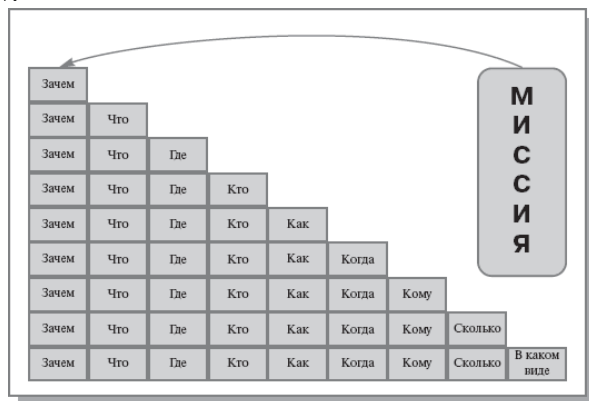 Зачем
Зачем Что
Зачем Что Где
Зачем Что Где Кто
Зачем Что Где Кто Как
Зачем Что Где Кто Как Когда
Зачем Что Где Кто Как Когда Кому
Зачем Что Где Кто Как Когда Кому Сколько
Зачем Что Где Кто Как Когда Кому Сколько В каком виде
МИССИЯ